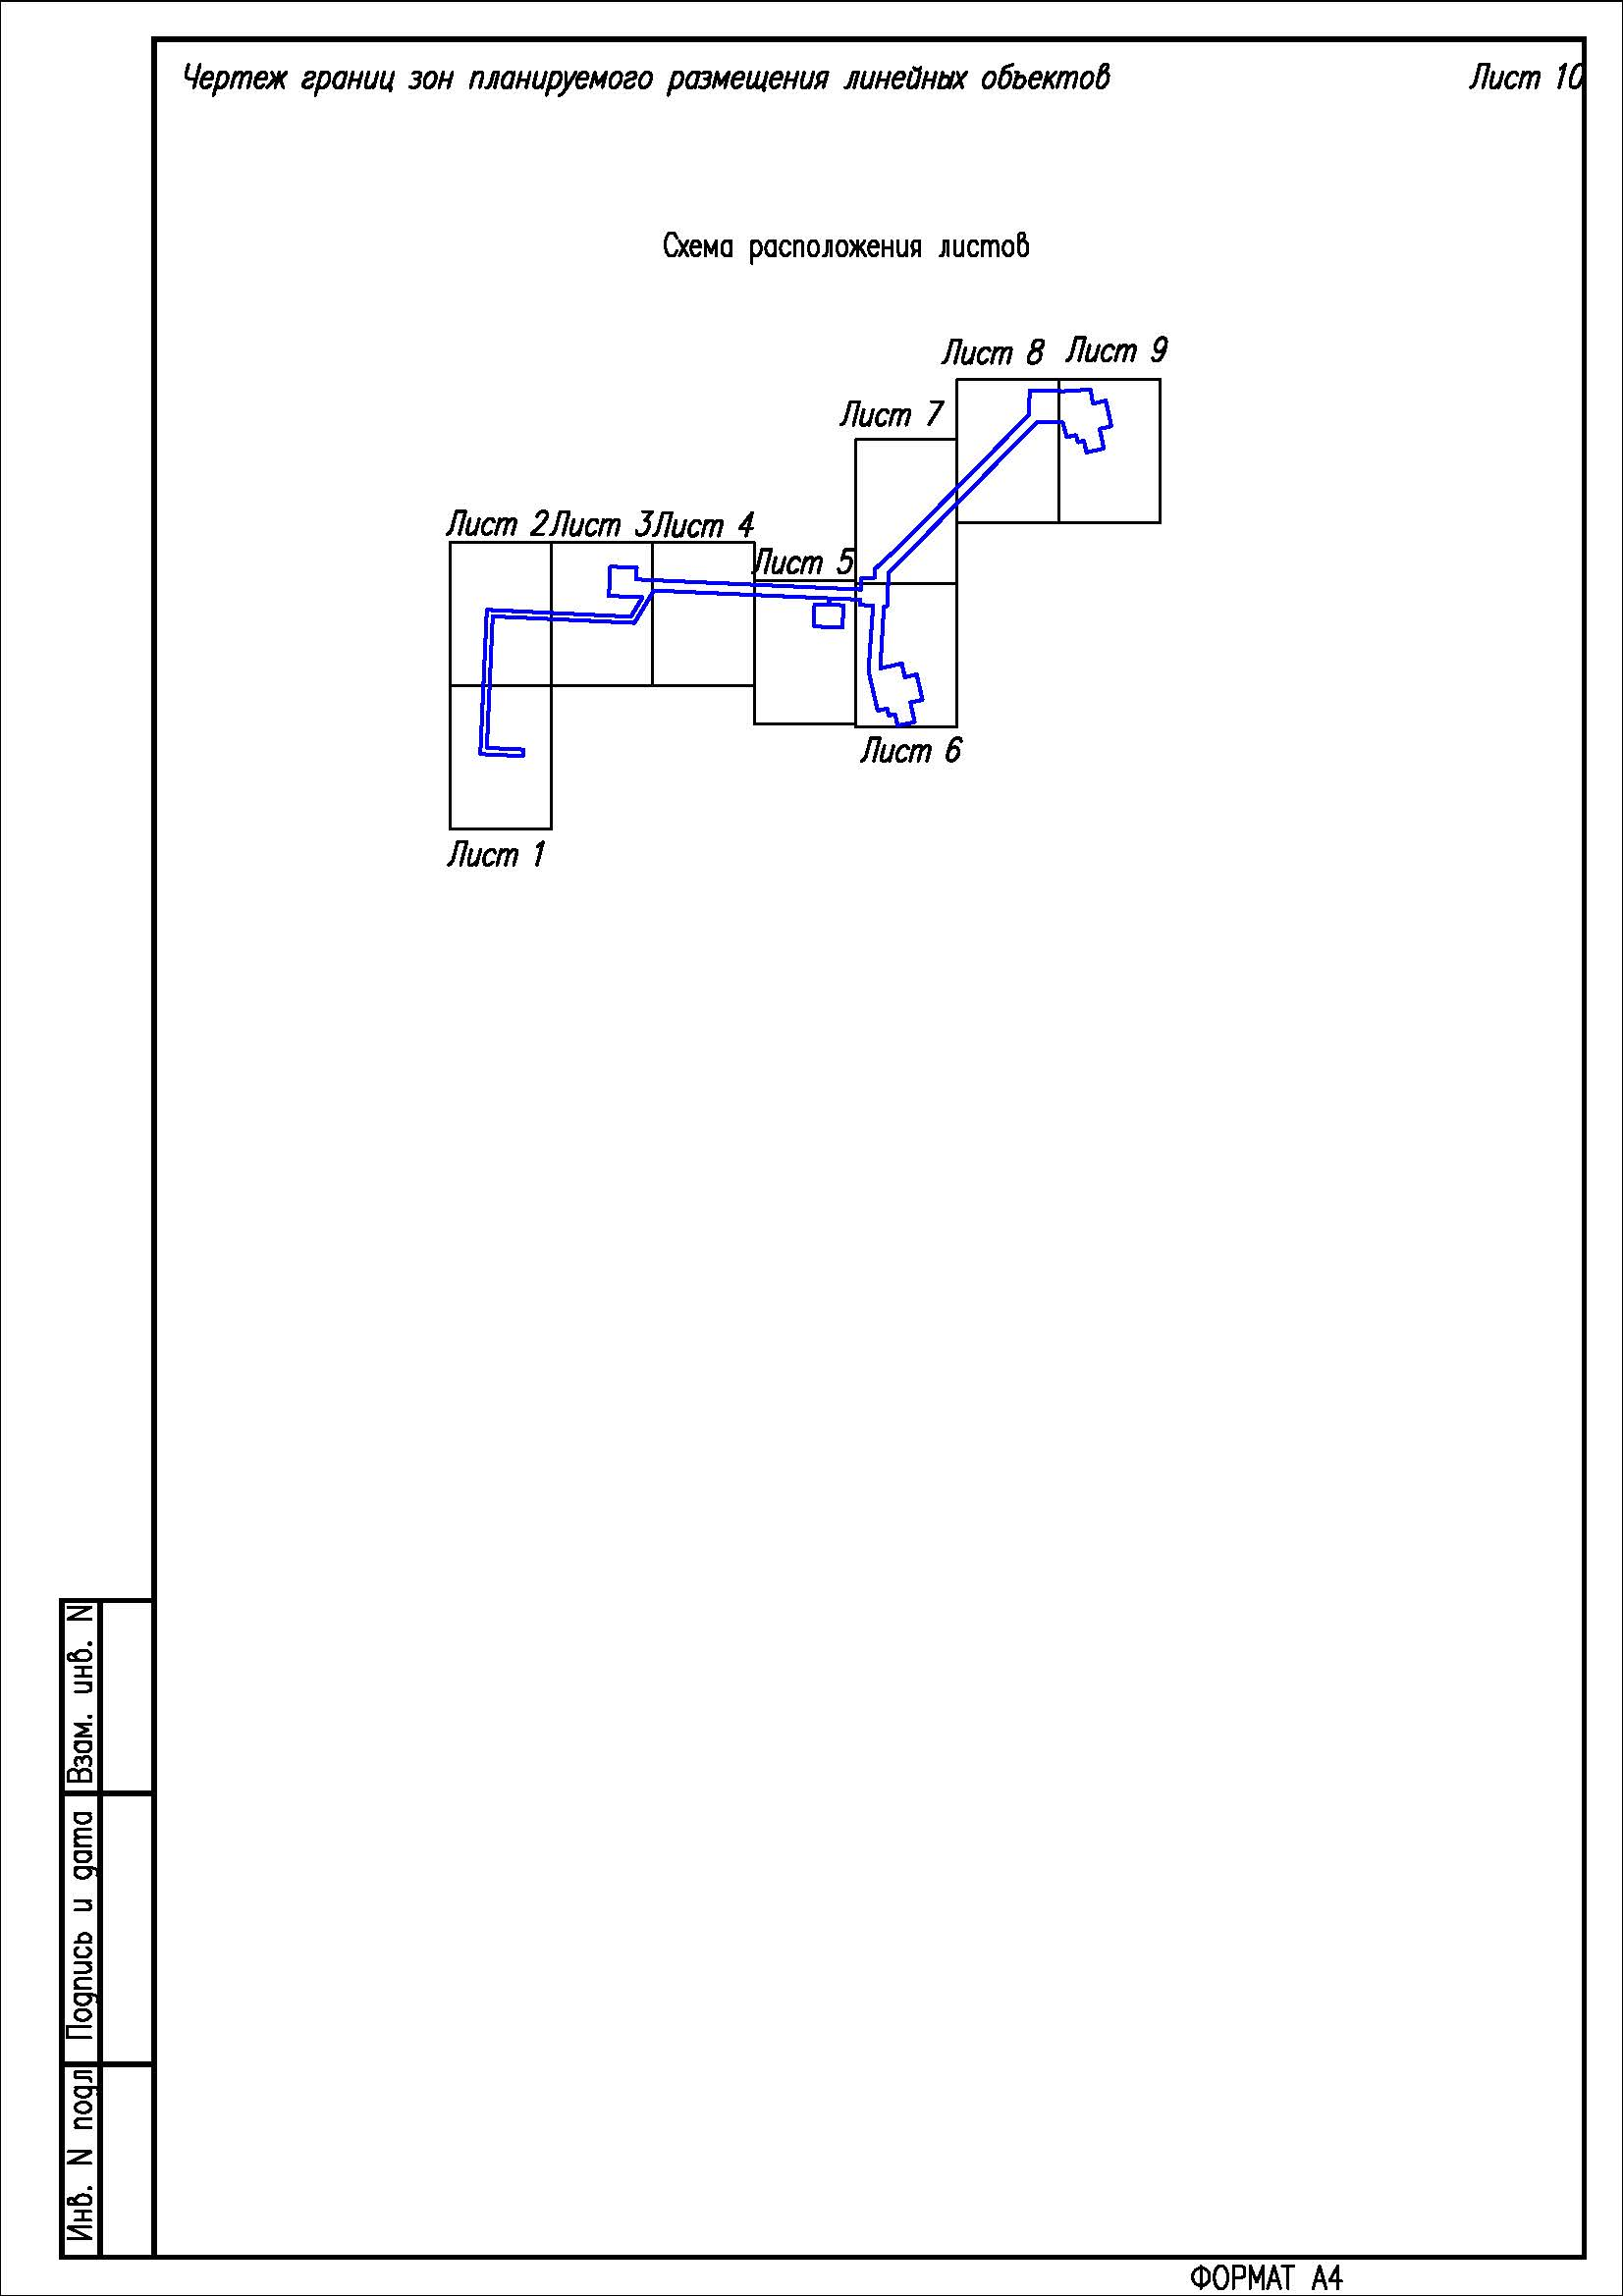 Чертеж границ зон планируемого размещения линейных объектов
Лист 10
Схема расположения листов
Лист 8
Лист 9
Лист 7
Лист 2
Лист 3
Лист 4
Лист 5
Лист 6
Лист 1
Взам. инв. N
Подпись и дата
Инв. N подл
ФОРМАТ А4